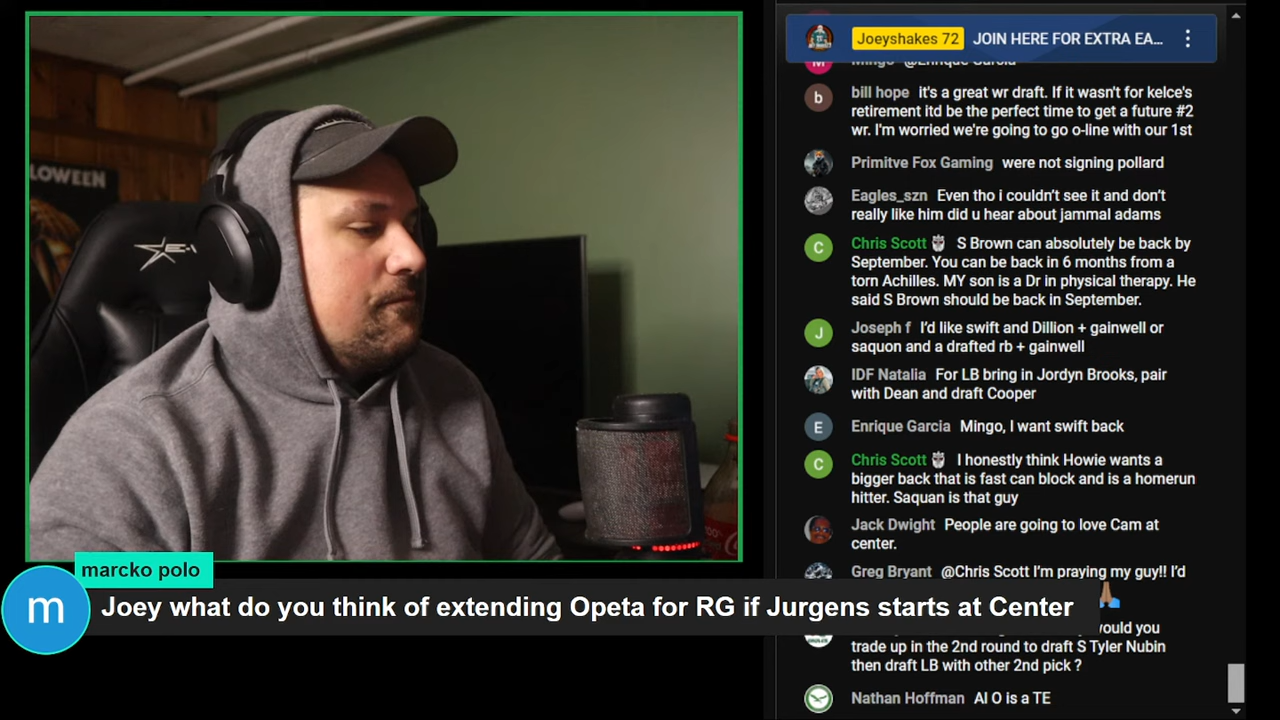 LOWEEN
Joeyshakes 72 JOIN HERE FOR EXTRA EA...
Mingo @Enrique Garcia
bill hope it's a great wr draft. If it wasn't for kelce's
retirement itd be the perfect time to get a future #2
wr. I'm worried we're going to go o-line with our 1st
Primitve Fox Gaming were not signing pollard
Eagles_szn Even tho i couldn't see it and don't
really like him did u hear about jammal adams
Chris Scott S Brown can absolutely be back by
September. You can be back in 6 months from a
torn Achilles. MY son is a Dr in physical therapy. He
said S Brown should be back in September.
Joseph f I'd like swift and Dillion + gainwell or
saquon and a drafted rb + gainwell
IDF Natalia For LB bring in Jordyn Brooks, pair
with Dean and draft Cooper
Enrique Garcia Mingo, I want swift back
Chris Scott I honestly think Howie wants a
bigger back that is fast can block and is a homerun
hitter. Saquan is that guy
Jack Dwight People are going to love Cam at
center.
Greg Bryant @Chris Scott I'm praying my guy!! I'd
would you
trade up in the 2nd round to draft S Tyler Nubin
then draft LB with other 2nd pick ?
Nathan Hoffman Al O is a TE
marcko polo
m Joey what do you think of extending Opeta for RG if Jurgens starts at Center